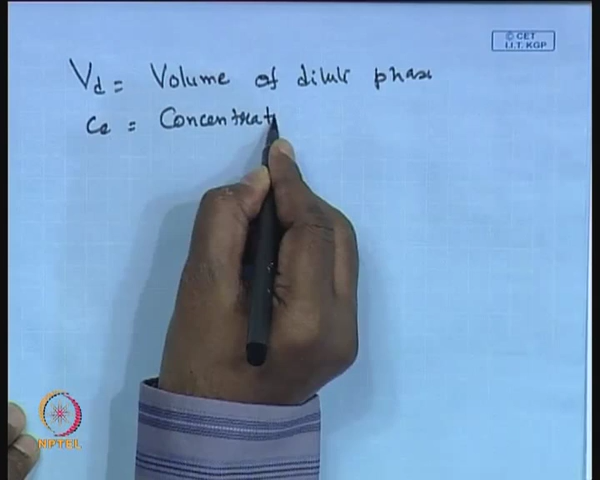 © CET
I.I.T. KGP
Vd = Volume of dilute phase
Ce = Concentrat
NPTEL